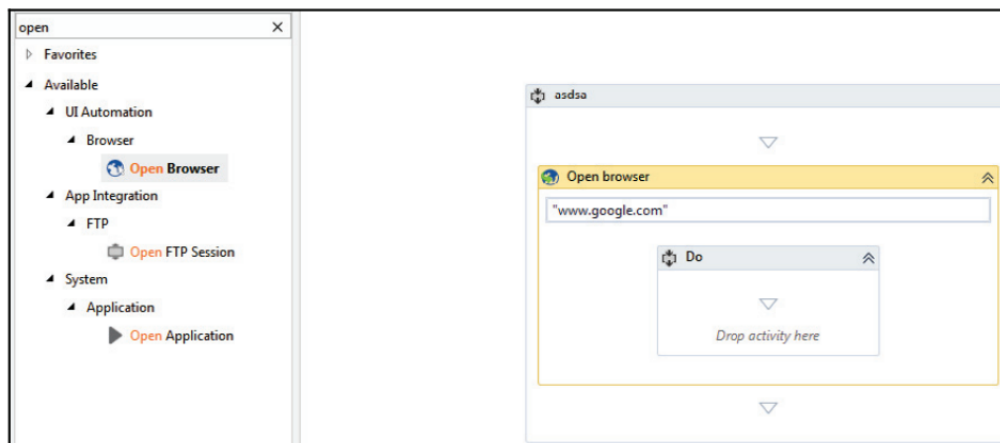 open
Favorites
Available
UI Automation
Browser
Open Browser
App Integration
FTP
Open FTP Session
System
Application
Open Application
asdsa
Open browser
"www.google.com"
Do
Drop activity here